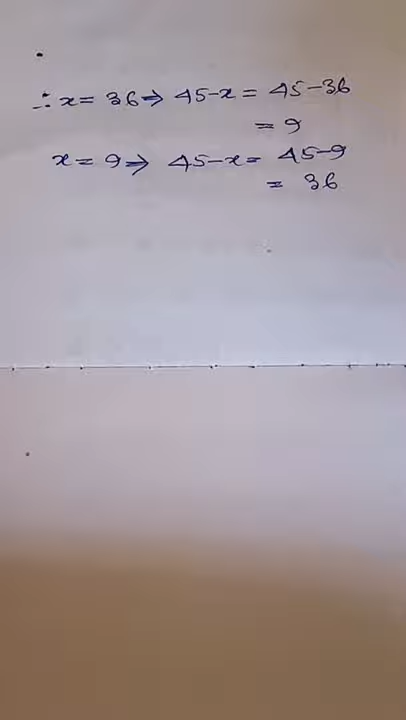 ∴ x = 36 ⇒ 45-x = 45-36
= 9
x = 9 ⇒ 45-x = 45-9
= 36